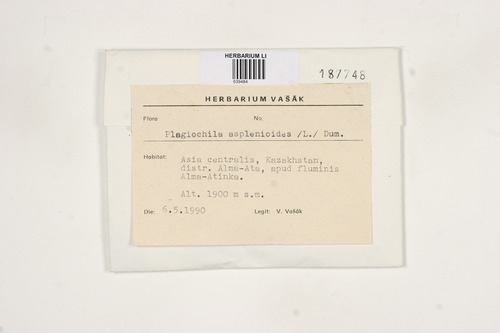 HERBARIUM LI
187748
HERBARIUM VAŠÁK
Flora No.
Plagiochila asplenioides /L./ Dum.
Habitat: Asia centralis, Kazakhstan,
distr. Alma-Ata, apud fluminis
Alma-Atinka.
Alt. 1900 m s.m.
Die: 6.5.1990 Legit: V. Vašák